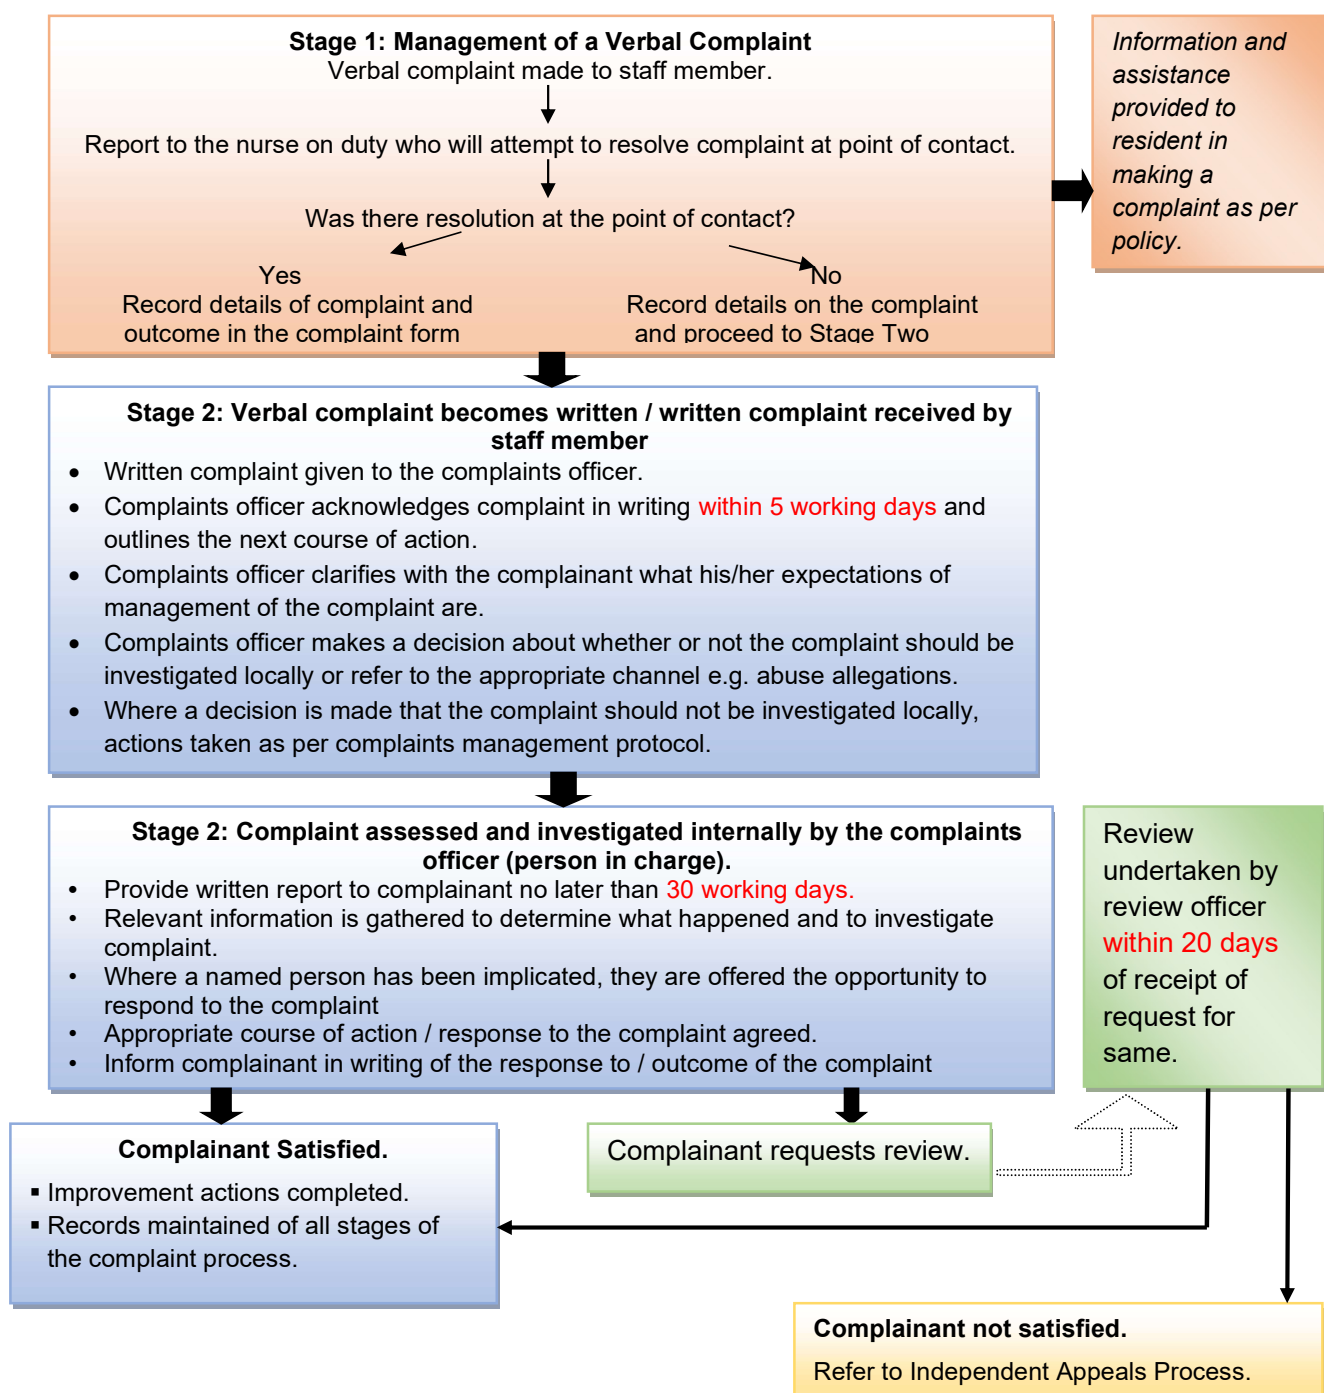 Stage 1: Management of a Verbal Complaint
Verbal complaint made to staff member.
Report to the nurse on duty who will attempt to resolve complaint at point of contact.
Was there resolution at the point of contact?
Yes
Record details of complaint and
outcome in the complaint form
No
Record details on the complaint
and proceed to Stage Two
Information and
assistance
provided to
resident in
making a
complaint as per
policy.
Stage 2: Verbal complaint becomes written / written complaint received by
staff member
• Written complaint given to the complaints officer.
• Complaints officer acknowledges complaint in writing within 5 working days and
outlines the next course of action.
• Complaints officer clarifies with the complainant what his/her expectations of
management of the complaint are.
• Complaints officer makes a decision about whether or not the complaint should be
investigated locally or refer to the appropriate channel e.g. abuse allegations.
• Where a decision is made that the complaint should not be investigated locally,
actions taken as per complaints management protocol.
Stage 2: Complaint assessed and investigated internally by the complaints
officer (person in charge).
• Provide written report to complainant no later than 30 working days.
• Relevant information is gathered to determine what happened and to investigate
complaint.
• Where a named person has been implicated, they are offered the opportunity to
respond to the complaint
• Appropriate course of action / response to the complaint agreed.
• Inform complainant in writing of the response to / outcome of the complaint
Review
undertaken by
review officer
within 20 days
of receipt of
request for
same.
Complainant Satisfied.
▪ Improvement actions completed.
▪ Records maintained of all stages of
the complaint process.
Complainant requests review.
Complainant not satisfied.
Refer to Independent Appeals Process.